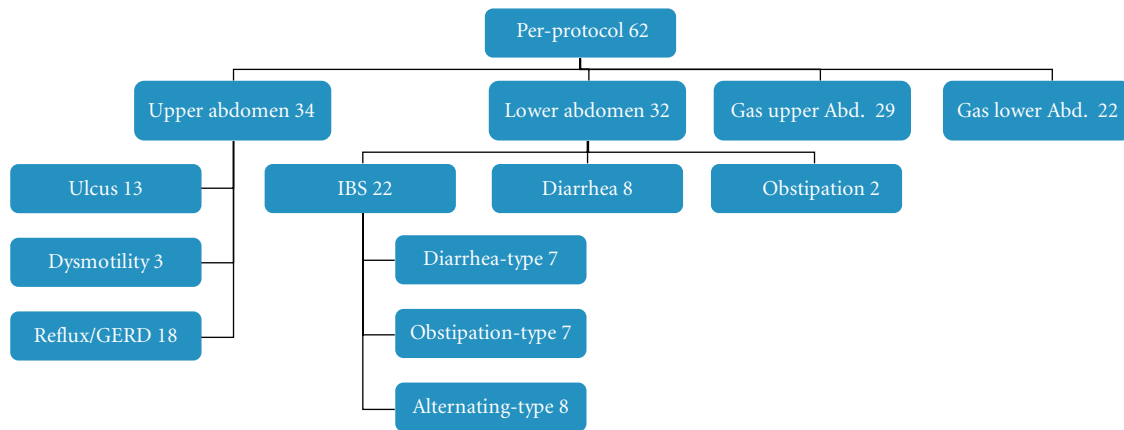 Per-protocol 62
Upper abdomen 34
Lower abdomen 32
Gas upper Abd. 29
Gas lower Abd. 22
Ulcus 13
IBS 22
Diarrhea 8
Obstipation 2
Dysmotility 3
Diarrhea-type 7
Reflux/GERD 18
Obstipation-type 7
Alternating-type 8